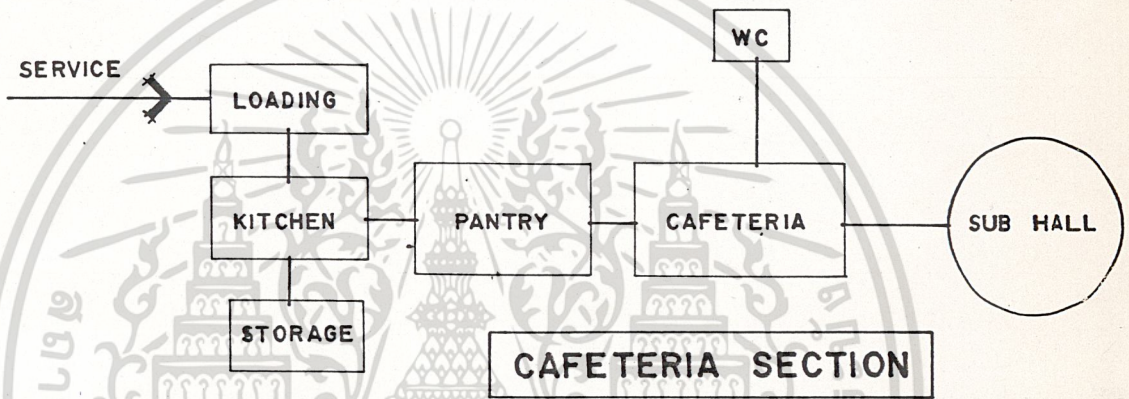 WC
SERVICE
LOADING
KITCHEN
PANTRY
CAFETERIA
SUB HALL
STORAGE
CAFETERIA SECTION